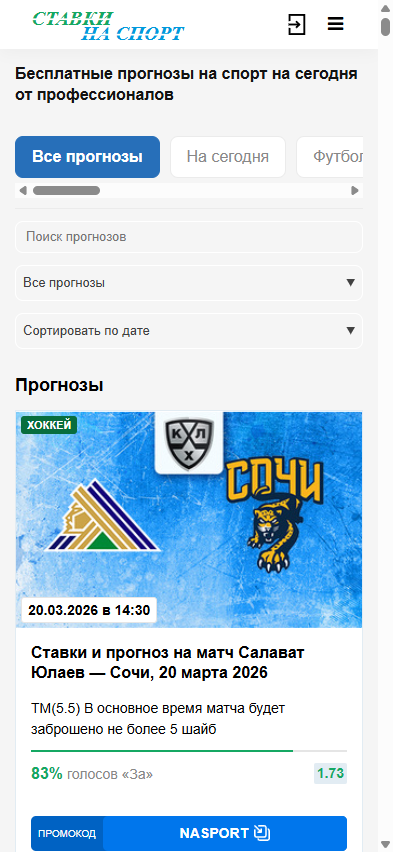 СТАВКИ
НА СПОРТ
Бесплатные прогнозы на спорт на сегодня
от профессионалов
Все прогнозы
На сегодня
Футбол
Поиск прогнозов
Все прогнозы
Сортировать по дате
Прогнозы
ХОККЕЙ
КХЛ
СОЧИ
20.03.2026 в 14:30
Ставки и прогноз на матч Салават
Юлаев — Сочи, 20 марта 2026
ТМ(5.5) В основное время матча будет
заброшено не более 5 шайб
83% голосов «За»
1.73
ПРОМОКОД
NASPORT